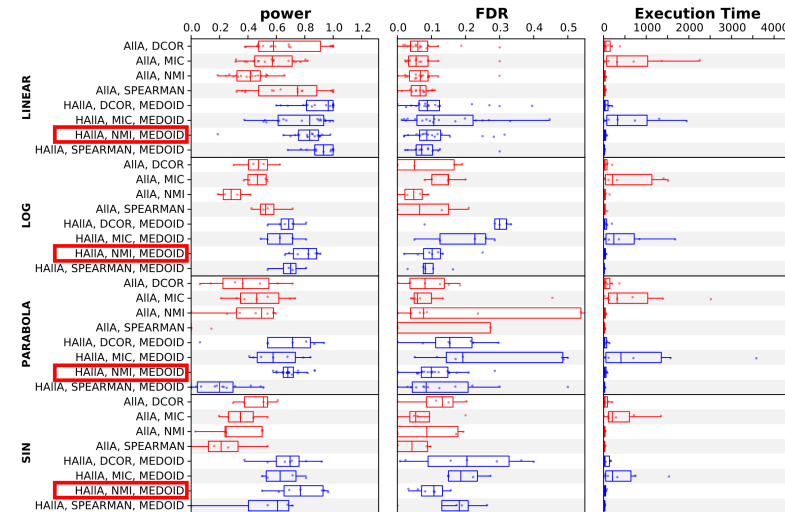 power FDR Execution Time
0.0 0.2 0.4 0.6 0.8 1.0 1.2 0.0 0.1 0.2 0.3 0.4 0.5 0 1000 2000 3000 4000
LINEAR
AllA, DCOR
AllA, MIC
AllA, NMI
AllA, SPEARMAN
HAllA, DCOR, MEDOID
HAllA, MIC, MEDOID
HAllA, NMI, MEDOID
HAllA, SPEARMAN, MEDOID
LOG
AllA, DCOR
AllA, MIC
AllA, NMI
AllA, SPEARMAN
HAllA, DCOR, MEDOID
HAllA, MIC, MEDOID
HAllA, NMI, MEDOID
HAllA, SPEARMAN, MEDOID
PARABOLA
AllA, DCOR
AllA, MIC
AllA, NMI
AllA, SPEARMAN
HAllA, DCOR, MEDOID
HAllA, MIC, MEDOID
HAllA, NMI, MEDOID
HAllA, SPEARMAN, MEDOID
SIN
AllA, DCOR
AllA, MIC
AllA, NMI
AllA, SPEARMAN
HAllA, DCOR, MEDOID
HAllA, MIC, MEDOID
HAllA, NMI, MEDOID
HAllA, SPEARMAN, MEDOID